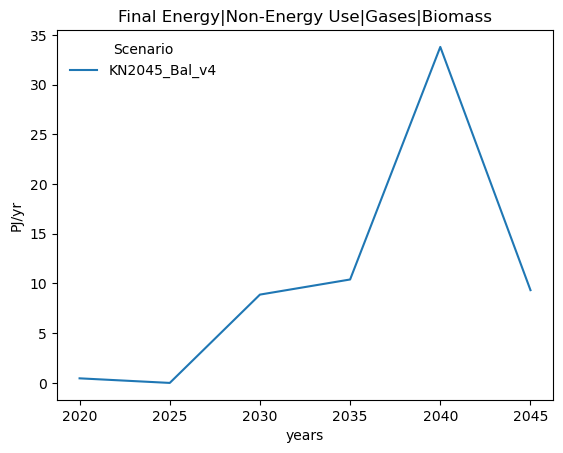 Final Energy|Non-Energy Use|Gases|Biomass
Scenario
KN2045_Bal_v4
PJ/yr
35
30
25
20
15
10
5
0
2020 2025 2030 2035 2040 2045
years